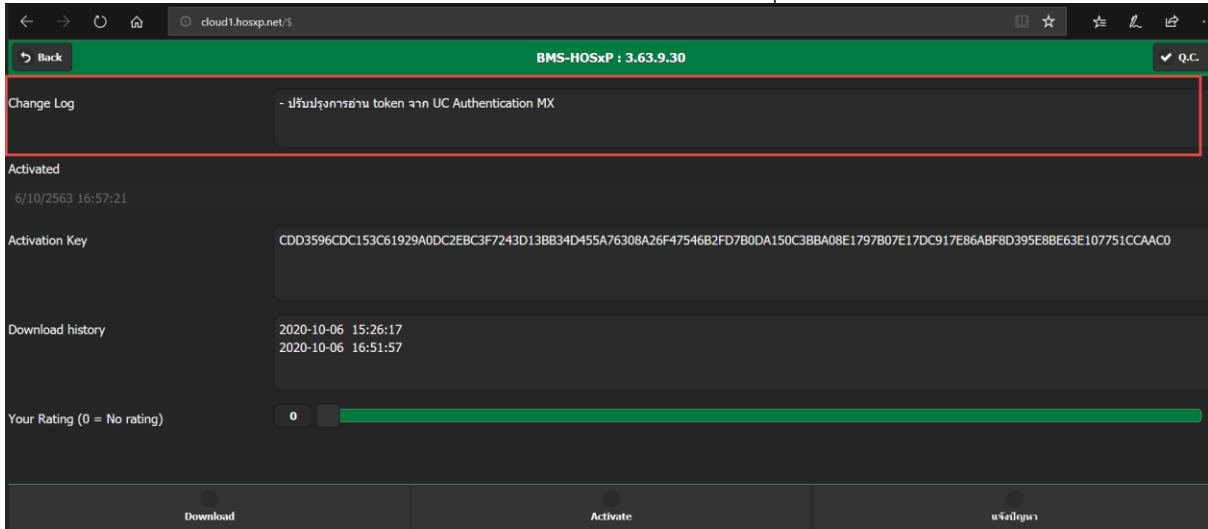 cloud1.hosxp.net/$
Back
BMS-HOSxP : 3.63.9.30
Q.C.
Change Log
- ปรับปรุงการอ่าน token จาก UC Authentication MX
Activated
6/10/2563 16:57:21
Activation Key
CDD3596CDC153C61929A0DC2EBC3F7243D13BB34D455A76308A26F47546B2FD7B0DA150C3BBA08E1797B07E17DC917E86ABF8D395E8BE63E107751CCAAC0
Download history
2020-10-06 15:26:17
2020-10-06 16:51:57
Your Rating (0 = No rating)
0
Download
Activate
แจ้งปัญหา